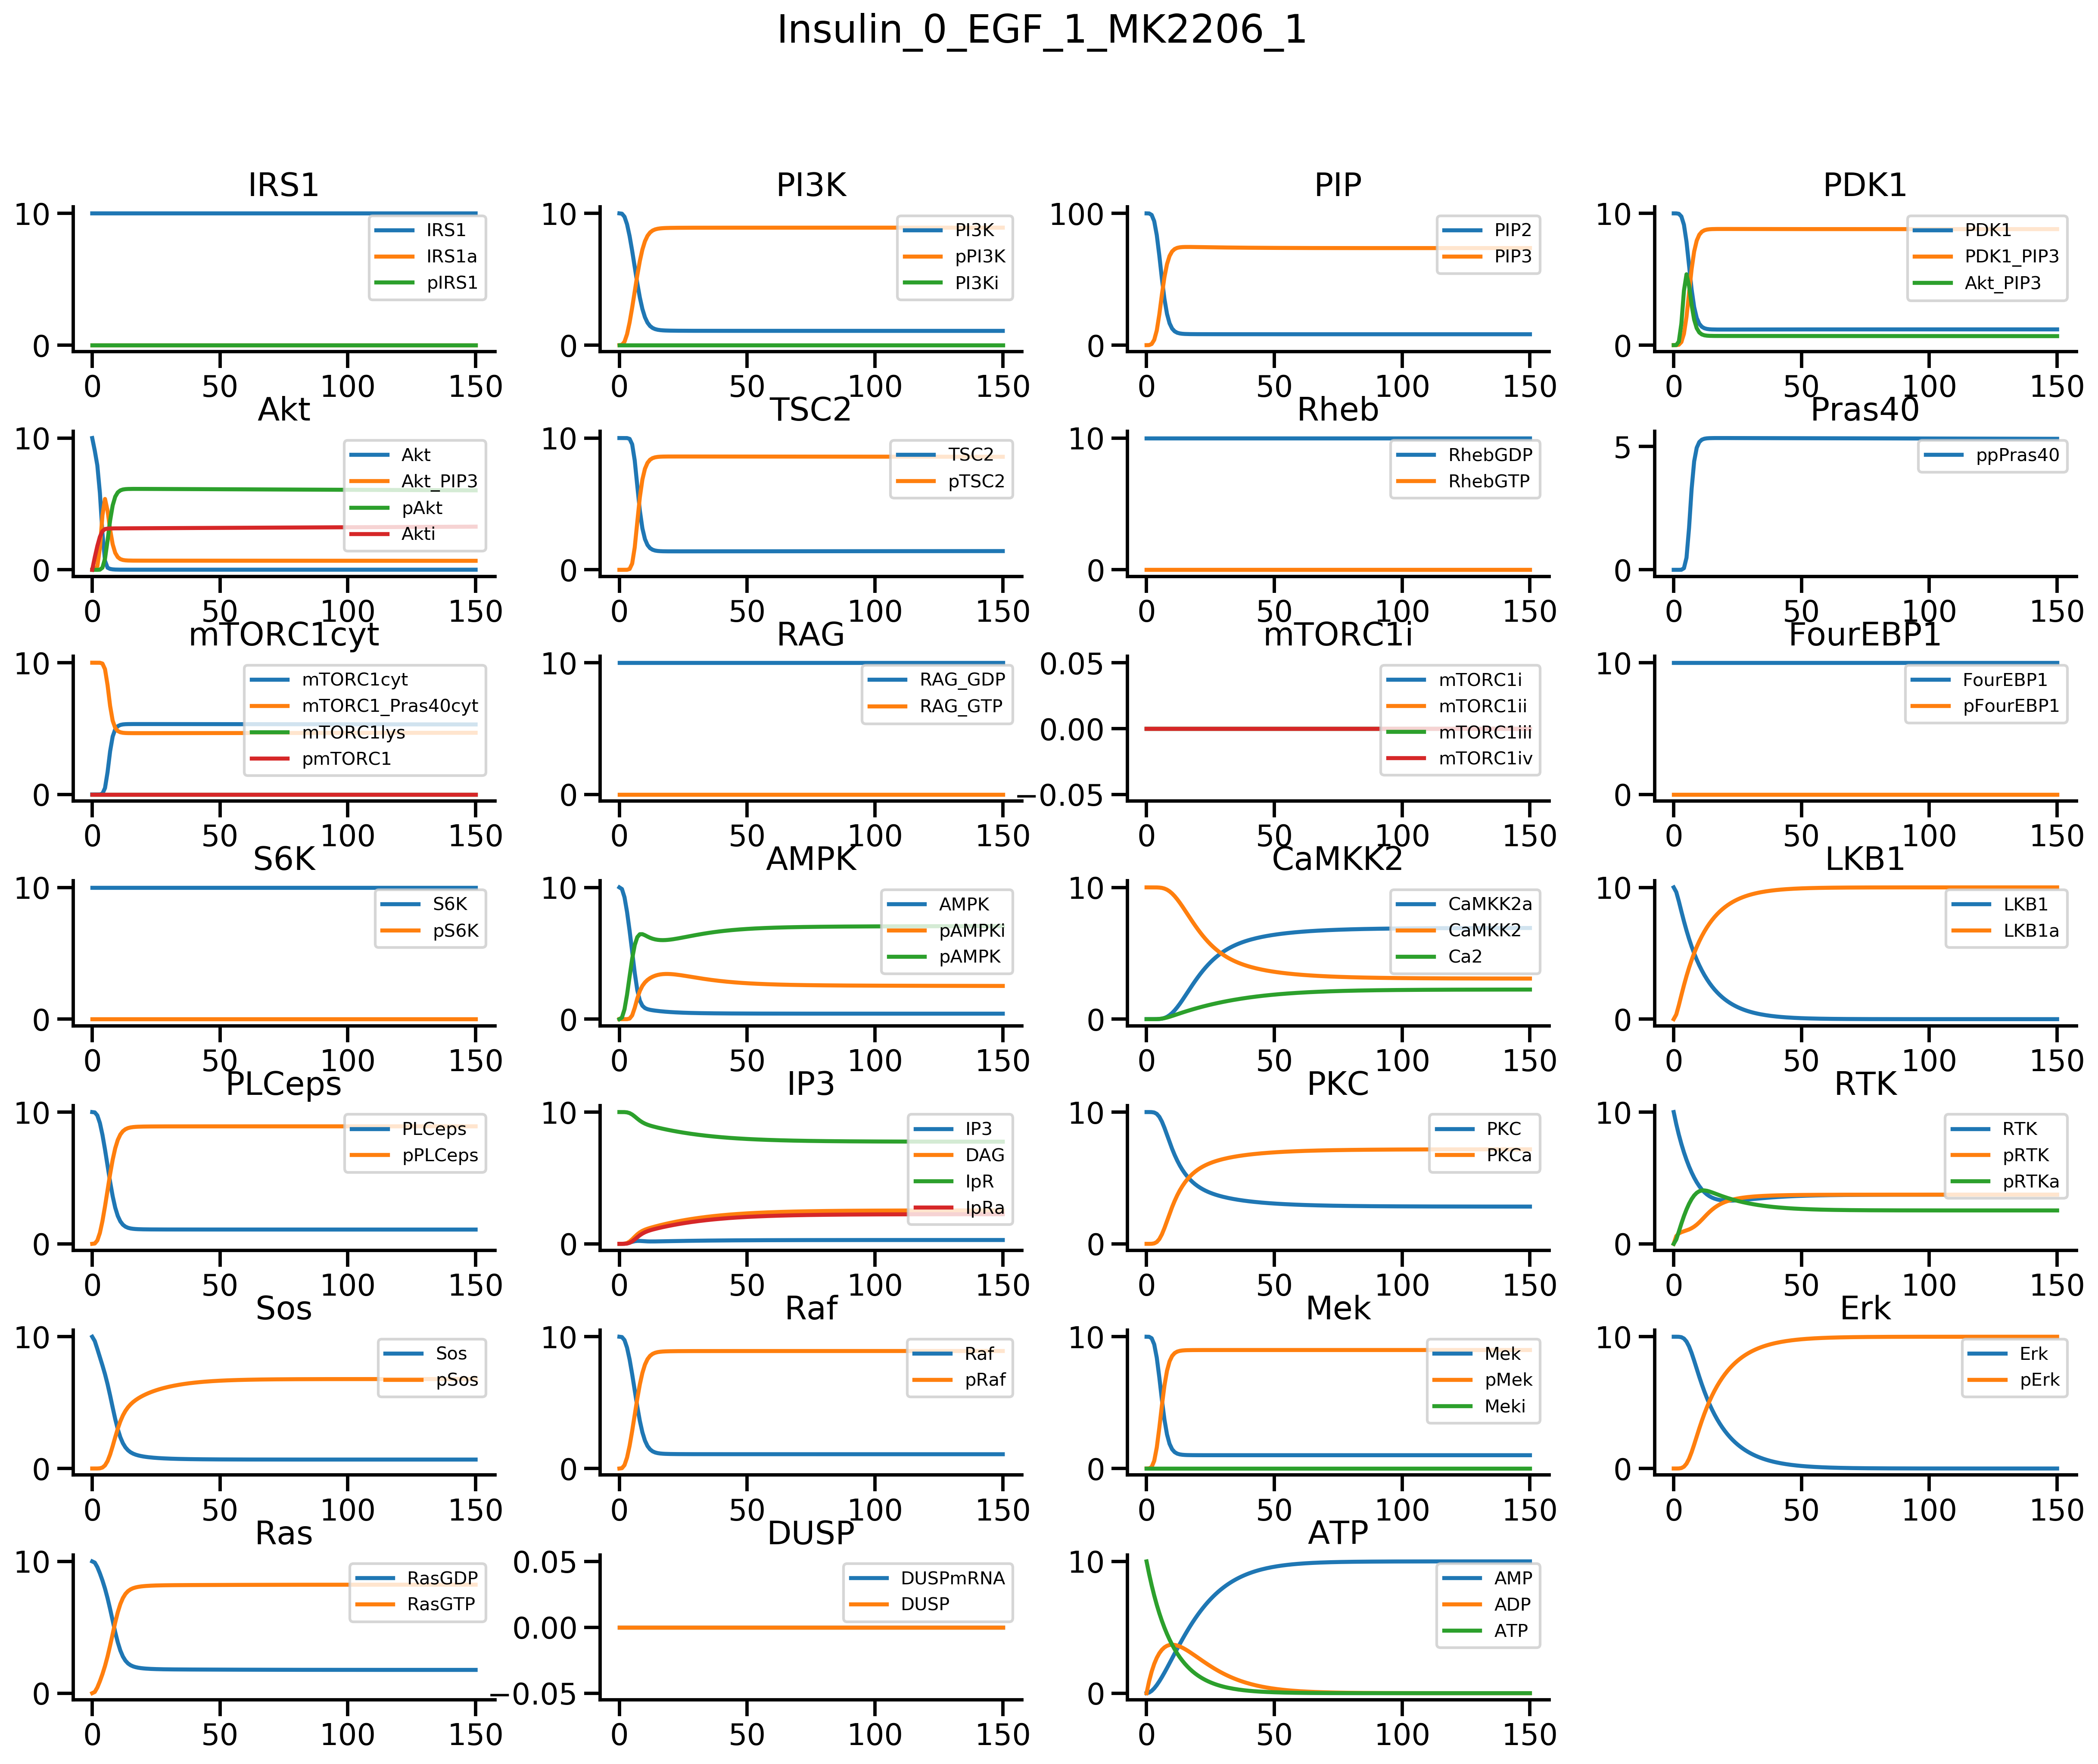 Insulin_0_EGF_1_MK2206_1
IRS1
PI3K
PIP
PDK1
10
0
0
50
100
150
IRS1
IRS1a
pIRS1
10
0
0
50
100
150
PI3K
pPI3K
PI3Ki
100
0
0
50
100
150
PIP2
PIP3
10
0
0
50
100
150
PDK1
PDK1_PIP3
Akt_PIP3
Akt
TSC2
Rheb
Pras40
10
0
0
50
100
150
Akt
Akt_PIP3
pAkt
Akti
10
0
0
50
100
150
TSC2
pTSC2
10
0
0
50
100
150
RhebGDP
RhebGTP
5
0
0
50
100
150
ppPras40
mTORC1cyt
RAG
mTORC1i
FourEBP1
10
0
0
50
100
150
mTORC1cyt
mTORC1_Pras40cyt
mTORC1lys
pmTORC1
10
0
0
50
100
150
RAG_GDP
RAG_GTP
0.05
0.00
−0.05
0
50
100
150
mTORC1i
mTORC1ii
mTORC1iii
mTORC1iv
10
0
0
50
100
150
FourEBP1
pFourEBP1
S6K
AMPK
CaMKK2
LKB1
10
0
0
50
100
150
S6K
pS6K
10
0
0
50
100
150
AMPK
pAMPKi
pAMPK
10
0
0
50
100
150
CaMKK2a
CaMKK2
Ca2
10
0
0
50
100
150
LKB1
LKB1a
PLCeps
IP3
PKC
RTK
10
0
0
50
100
150
PLCeps
pPLCeps
10
0
0
50
100
150
IP3
DAG
IpR
IpRa
10
0
0
50
100
150
PKC
PKCa
10
0
0
50
100
150
RTK
pRTK
pRTKa
Sos
Raf
Mek
Erk
10
0
0
50
100
150
Sos
pSos
10
0
0
50
100
150
Raf
pRaf
10
0
0
50
100
150
Mek
pMek
Meki
10
0
0
50
100
150
Erk
pErk
Ras
DUSP
ATP
10
0
0
50
100
150
RasGDP
RasGTP
0.05
0.00
−0.05
0
50
100
150
DUSPmRNA
DUSP
10
0
0
50
100
150
AMP
ADP
ATP